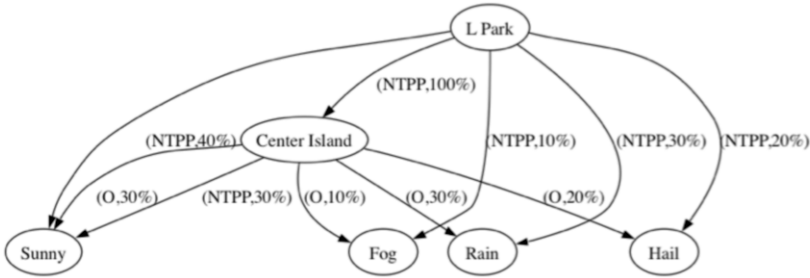 L Park
(NTPP,100%)
(NTPP,40%) Center Island (NTPP,10%) (NTPP,30%) (NTPP,20%)
(O,30%) (NTPP,30%) (O,10%) (O,30%) (O,20%)
Sunny Fog Rain Hail